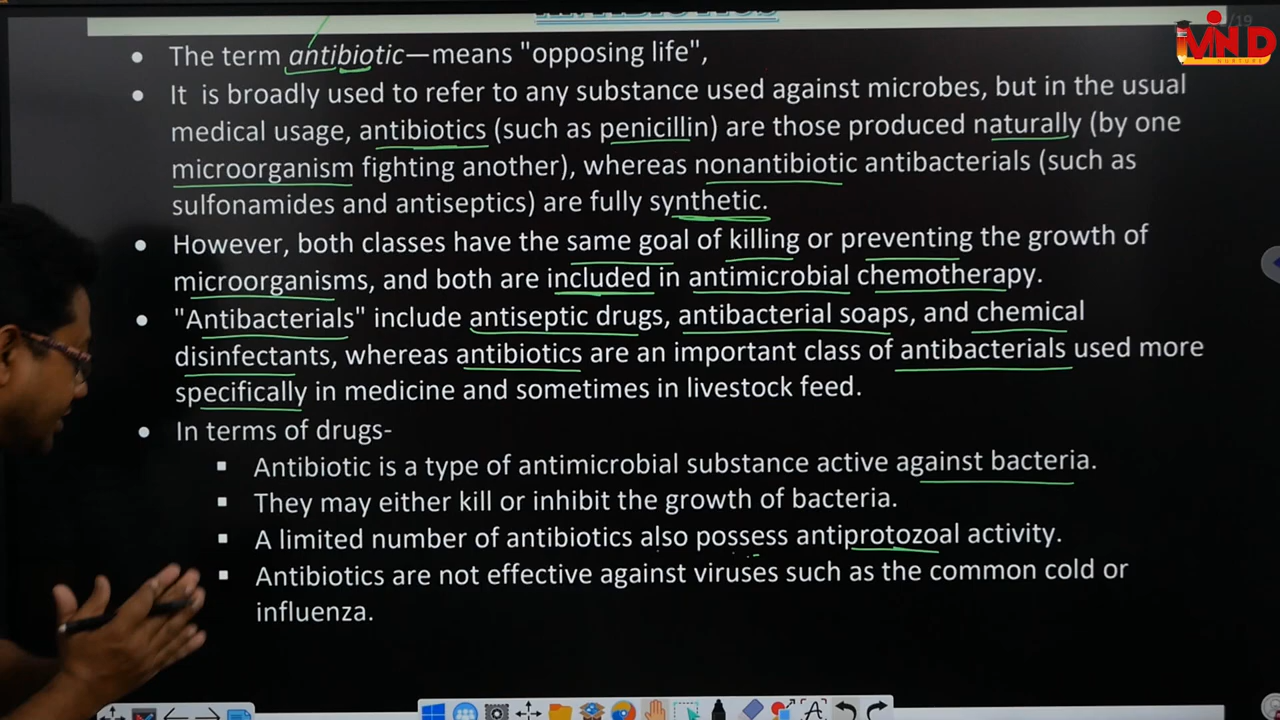 /19
MIND
NURTURE
• The term antibiotic—means "opposing life",
• It is broadly used to refer to any substance used against microbes, but in the usual
medical usage, antibiotics (such as penicillin) are those produced naturally (by one
microorganism fighting another), whereas nonantibiotic antibacterials (such as
sulfonamides and antiseptics) are fully synthetic.
• However, both classes have the same goal of killing or preventing the growth of
microorganisms, and both are included in antimicrobial chemotherapy.
• "Antibacterials" include antiseptic drugs, antibacterial soaps, and chemical
disinfectants, whereas antibiotics are an important class of antibacterials used more
specifically in medicine and sometimes in livestock feed.
• In terms of drugs-
▪ Antibiotic is a type of antimicrobial substance active against bacteria.
▪ They may either kill or inhibit the growth of bacteria.
▪ A limited number of antibiotics also possess antiprotozoal activity.
▪ Antibiotics are not effective against viruses such as the common cold or
influenza.